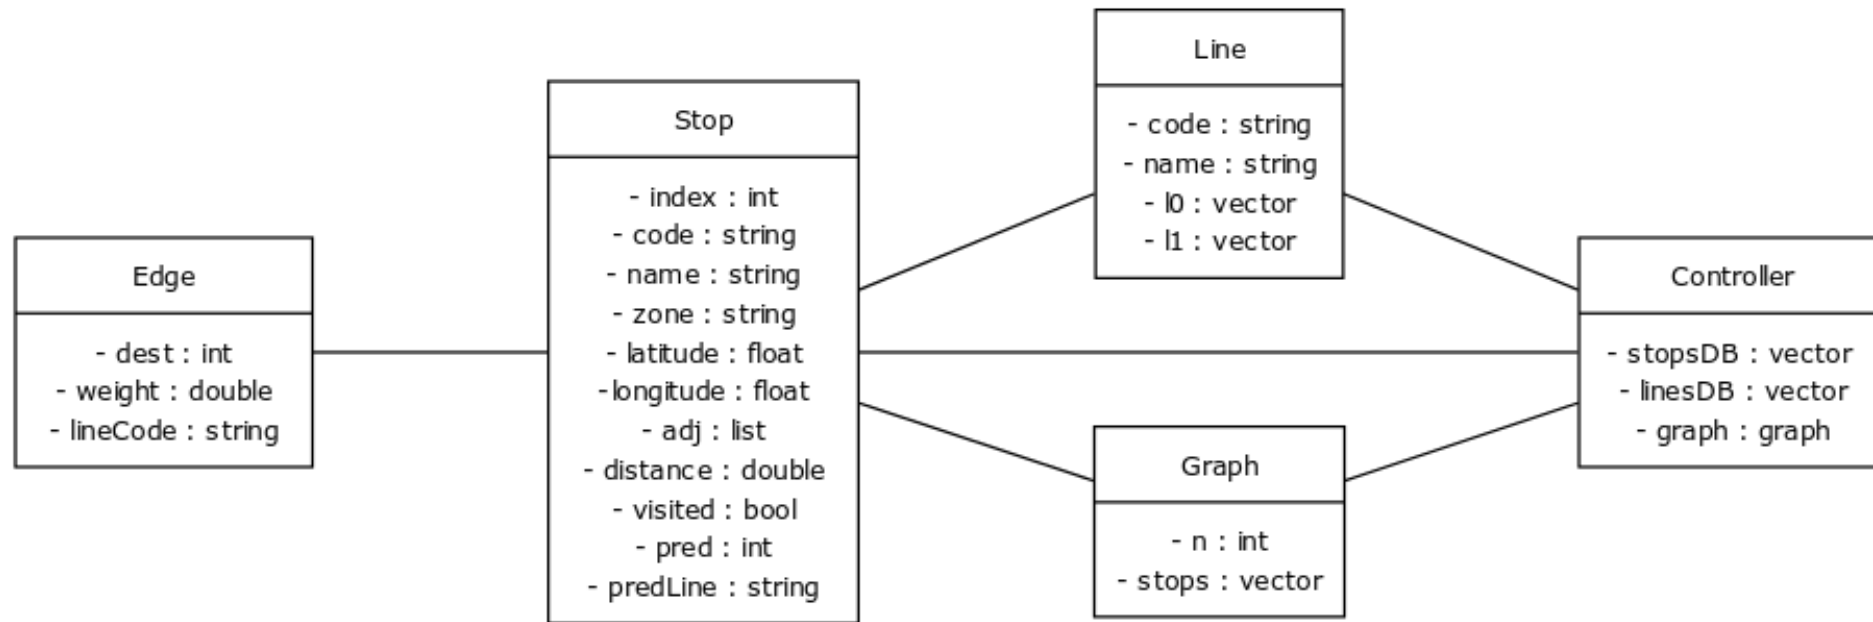 Edge
- dest : int
- weight : double
- lineCode : string
Stop
- index : int
- code : string
- name : string
- zone : string
- latitude : float
-longitude : float
- adj : list
- distance : double
- visited : bool
- pred : int
- predLine : string
Line
- code : string
- name : string
- l0 : vector
- l1 : vector
Graph
- n : int
- stops : vector
Controller
- stopsDB : vector
- linesDB : vector
- graph : graph